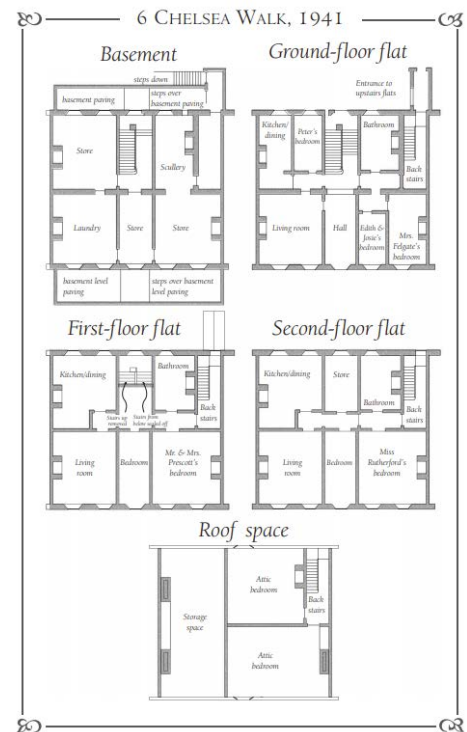 6 CHELSEA WALK, 1941
Basement
steps down
basement paving
steps over
basement paving
Store
Scullery
Laundry
Store
Store
basement level
paving
steps over basement
level paving
Ground-floor flat
Entrance to
upstairs flats
Kitchen/
dining
Peter's
bedroom
Bathroom
Back
stairs
Living room
Hall
Edith &
Josie's
bedroom
Mrs.
Felgate's
bedroom
First-floor flat
Kitchen/dining
Bathroom
Stairs up
removed
Stairs from
below sealed off
Back
stairs
Living
room
Bedroom
Mr. & Mrs.
Prescott's
bedroom
Second-floor flat
Kitchen/dining
Store
Bathroom
Back
stairs
Living
room
Bedroom
Miss
Rutherford's
bedroom
Roof space
Storage
space
Attic
bedroom
Back
stairs
Attic
bedroom